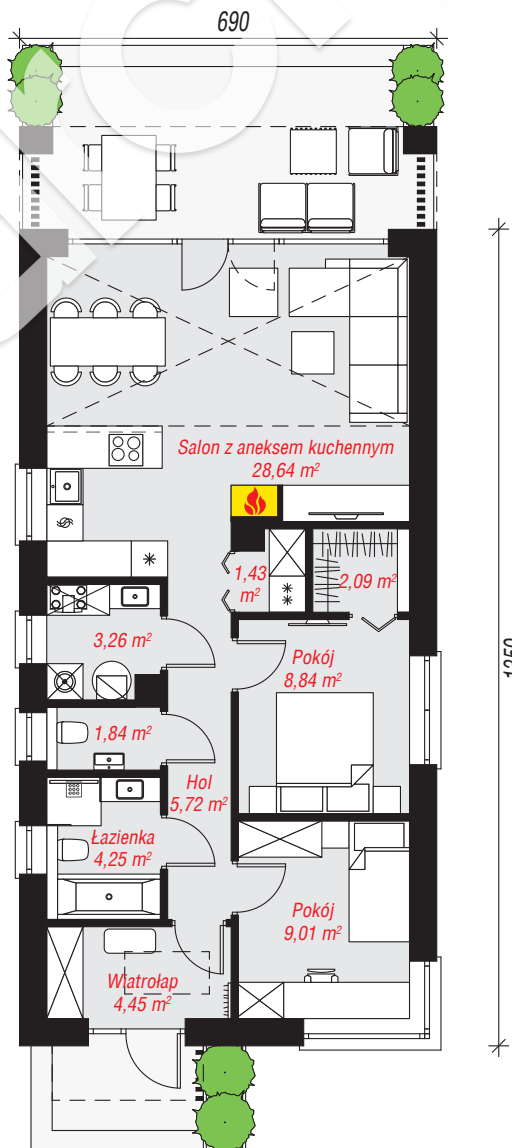 690
Salon z aneksem kuchennym
28,64 m²
1,43
m²
2,09 m²
3,26 m²
Pokój
8,84 m²
1250
1,84 m²
Hol
5,72 m²
Łazienka
4,25 m²
Pokój
9,01 m²
Wiatrołap
4,45 m²